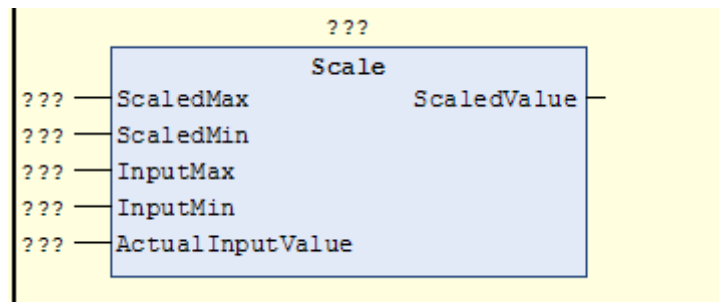 ???
Scale
??? ScaledMax ScaledValue
??? ScaledMin
??? InputMax
??? InputMin
??? ActualInputValue